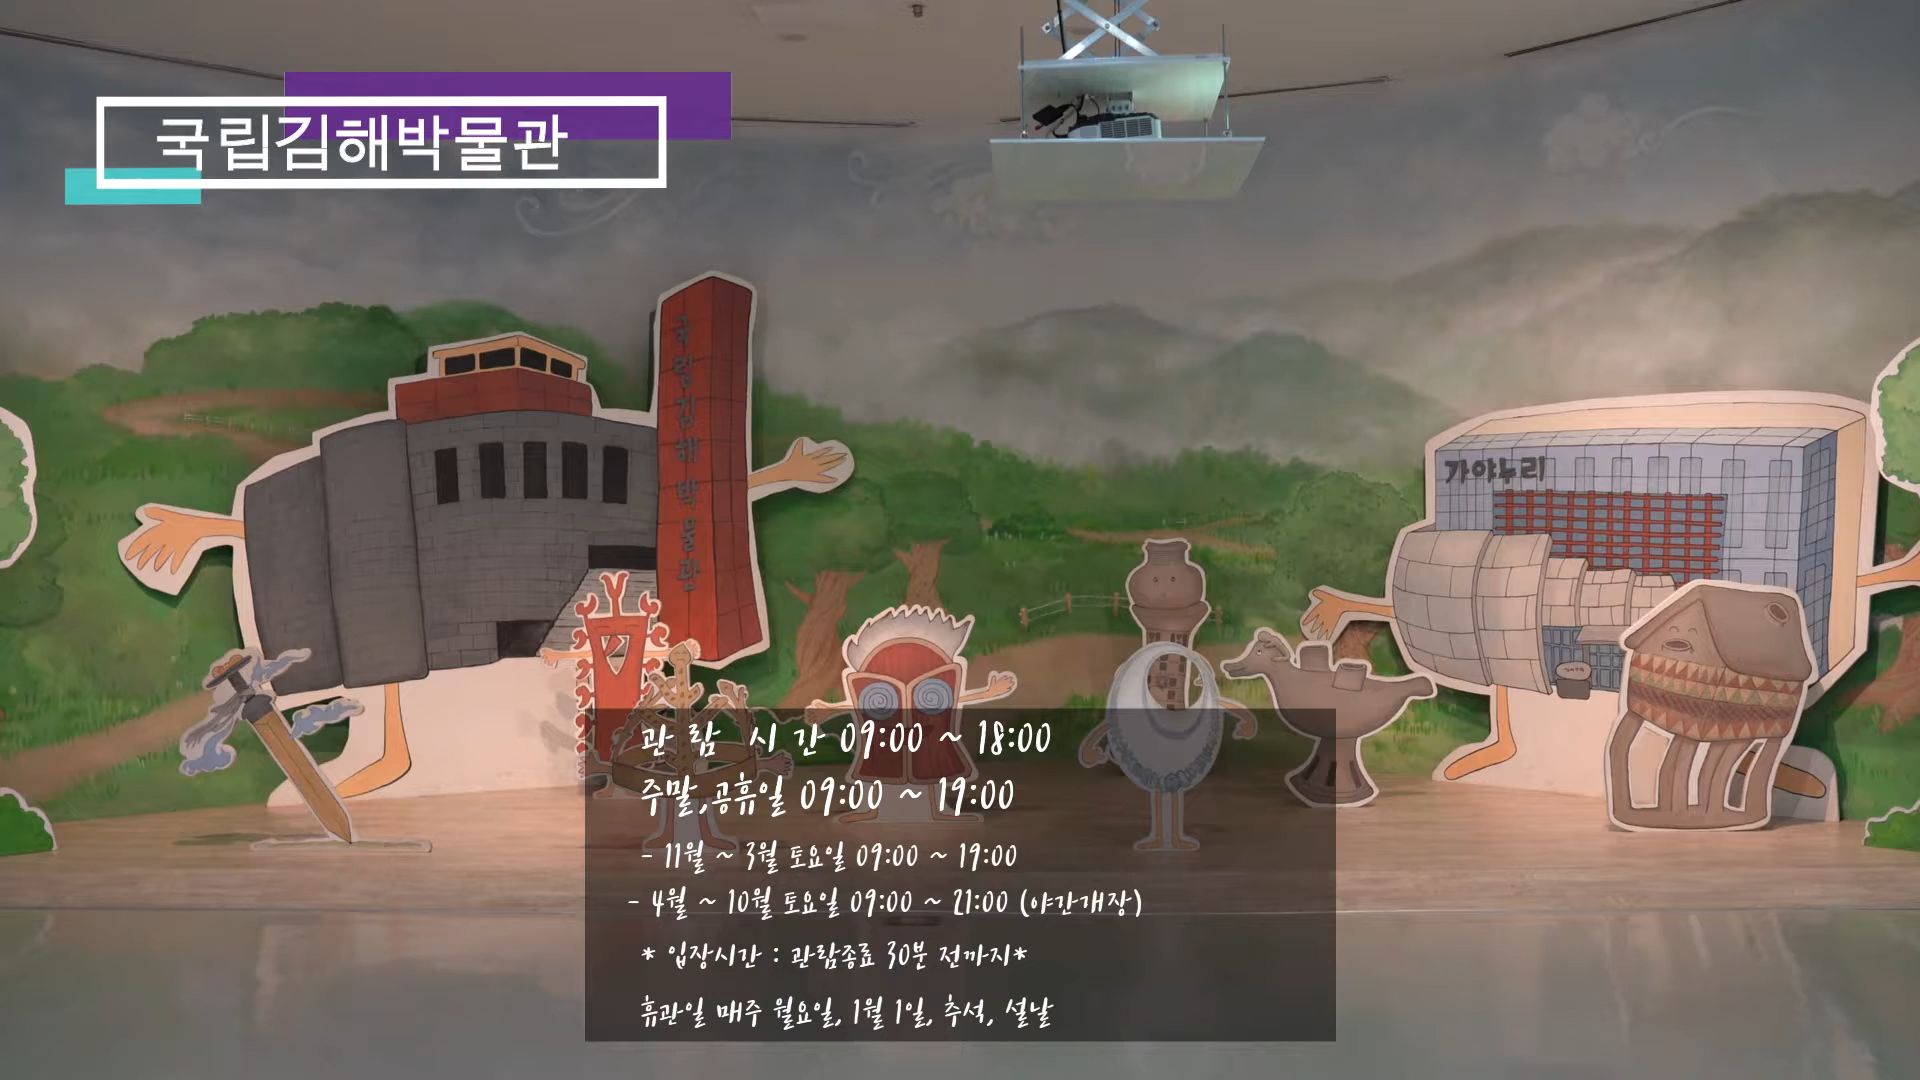 국립김해박물관
국립김해박물관
가야누리
관 람 시 간 09:00 ~ 18:00
주말,공휴일 09:00 ~ 19:00
- 11월 ~ 3월 토요일 09:00 ~ 19:00
- 4월 ~ 10월 토요일 09:00 ~ 21:00 (야간개장)
* 입장시간 : 관람종료 30분 전까지*
휴관일 매주 월요일, 1월 1일, 추석, 설날